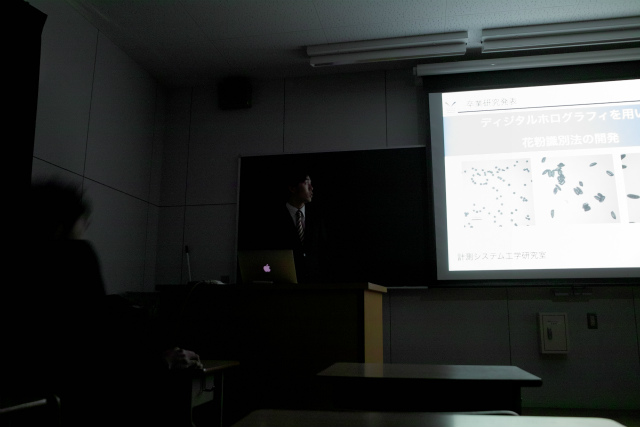 卒業研究発表
ディジタルホログラフィを用い
花粉識別法の開発
計測システム工学研究室